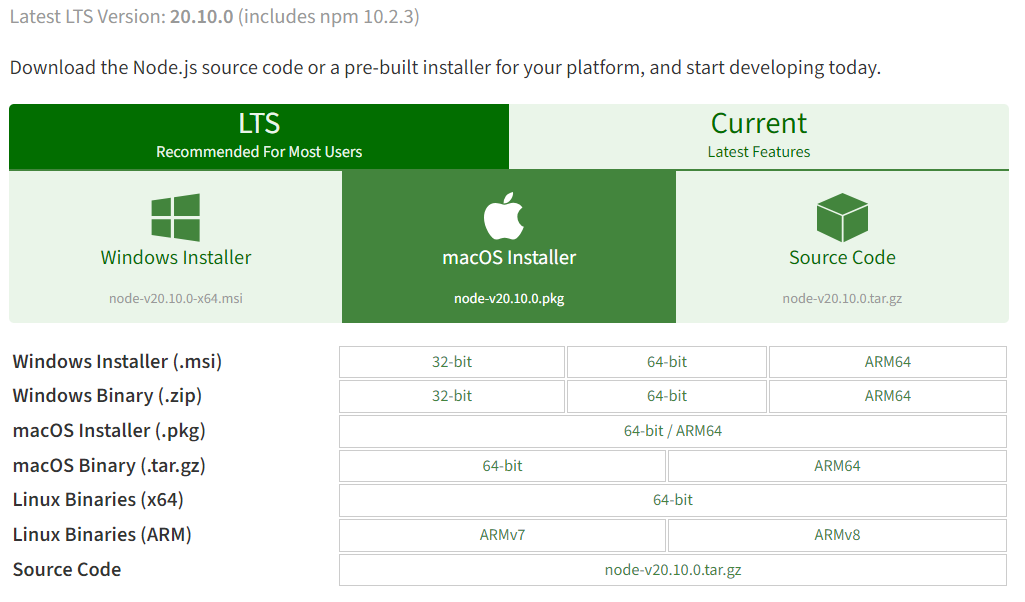 Latest LTS Version: 20.10.0 (includes npm 10.2.3)
Download the Node.js source code or a pre-built installer for your platform, and start developing today.
LTS
Recommended For Most Users
Current
Latest Features
Windows Installer
node-v20.10.0-x64.msi
macOS Installer
node-v20.10.0.pkg
Source Code
node-v20.10.0.tar.gz
Windows Installer (.msi) 32-bit 64-bit ARM64
Windows Binary (.zip) 32-bit 64-bit ARM64
macOS Installer (.pkg) 64-bit / ARM64
macOS Binary (.tar.gz) 64-bit ARM64
Linux Binaries (x64) 64-bit
Linux Binaries (ARM) ARMv7 ARMv8
Source Code node-v20.10.0.tar.gz